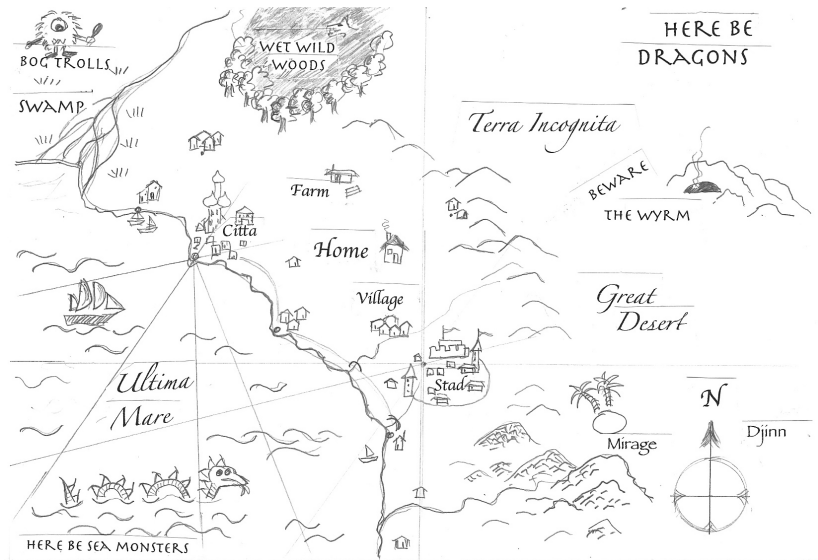 BOG TROLLS
SWAMP
WET WILD
WOODS
HERE BE
DRAGONS
Terra Incognita
BEWARE
THE WYRM
Farm
Citta
Home
Village
Great
Desert
Stad
Ultima
Mare
Mirage
N
Djinn
HERE BE SEA MONSTERS